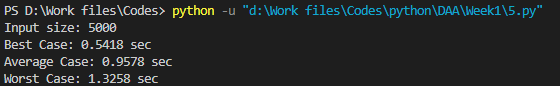 PS D:\Work files\Codes> python -u "d:\Work files\Codes\python\DAA\Week1\5.py"
Input size: 5000
Best Case: 0.5418 sec
Average Case: 0.9578 sec
Worst Case: 1.3258 sec